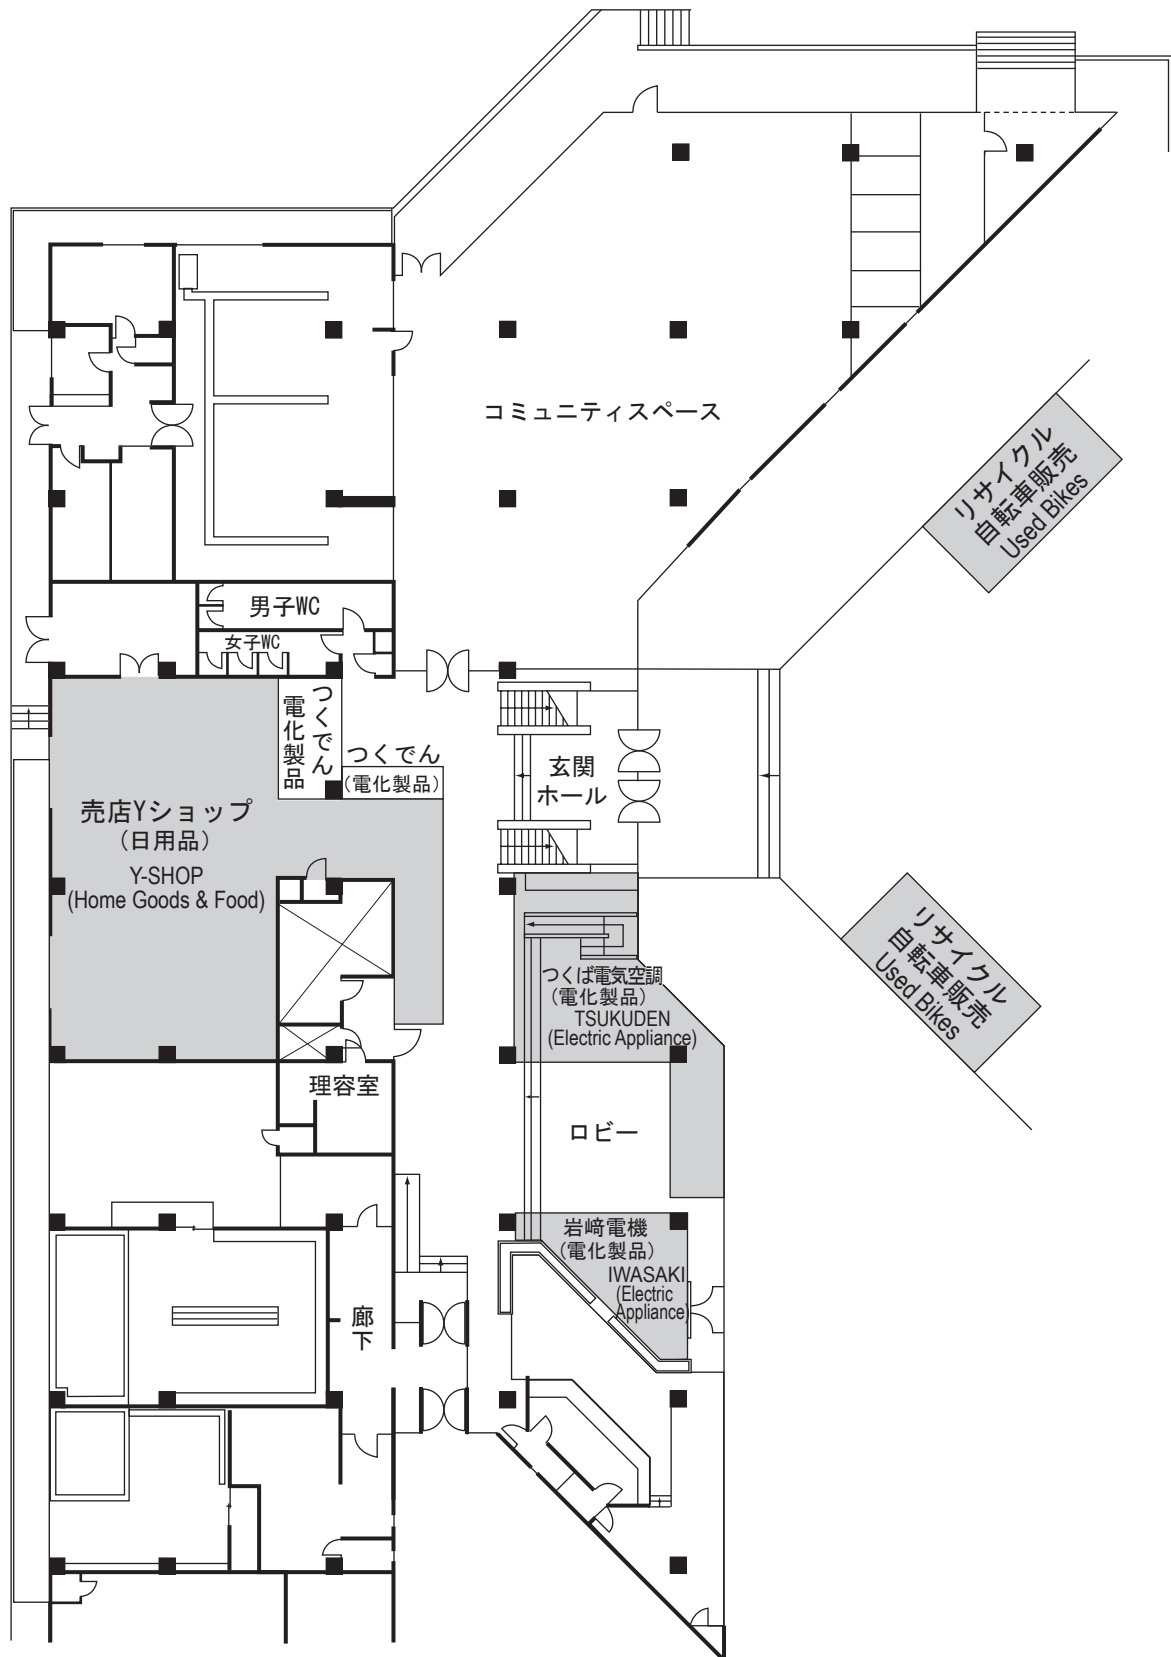 コミュニティスペース
リサイクル
自転車販売
Used Bikes
男子WC
女子WC
つくでん
電化製品
つくでん
(電化製品)
玄関
ホール
売店Yショップ
(日用品)
Y-SHOP
(Home Goods & Food)
リサイクル
自転車販売
Used Bikes
つくば電気空調
(電化製品)
TSUKUDEN
(Electric Appliance)
理容室
ロビー
岩﨑電機
(電化製品)
IWASAKI
(Electric
Appliance)
廊下